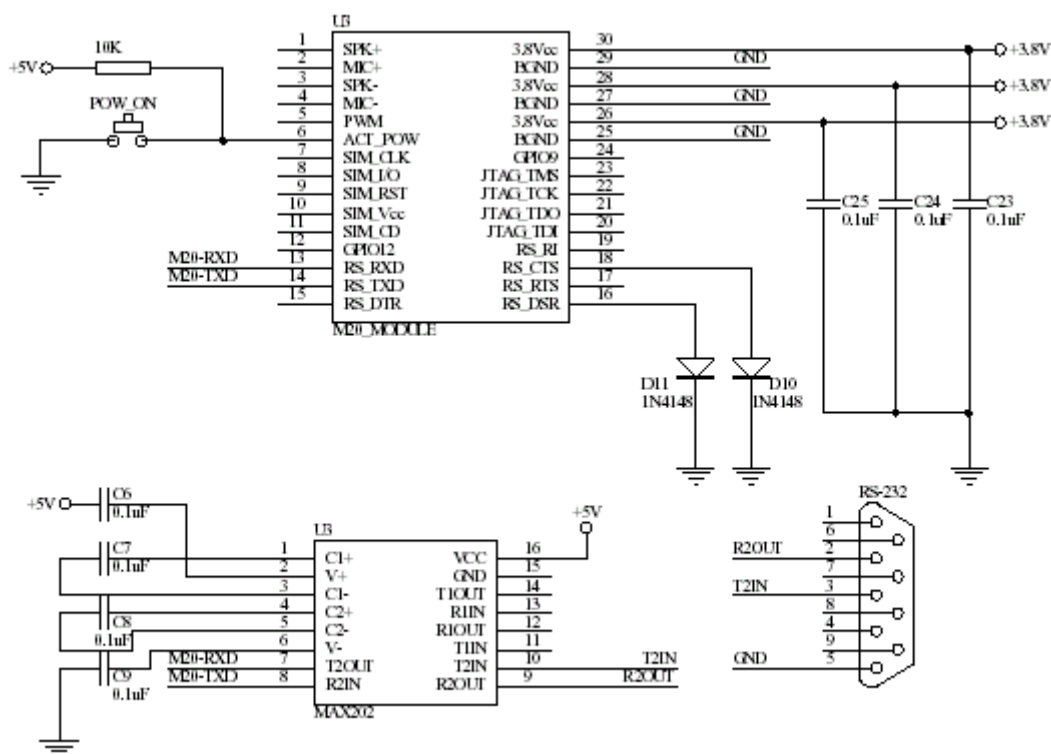 U3
10K
+5V
POW_ON
1 SPK+
2 MIC+
3 SPK-
4 MIC-
5 PWM
6 ACT_POW
7 SIM_CLK
8 SIM_I/O
9 SIM_RST
10 SIM_Vcc
11 SIM_CD
12 GPIO12
M20-RXD 13 RS_RXD
M20-TXD 14 RS_TXD
15 RS_DTR
M20_MODULE
3.8Vcc 30 +3.8V
BGND 29 GND
3.8Vcc 28 +3.8V
BGND 27 GND
3.8Vcc 26 +3.8V
BGND 25 GND
GPIO9 24
JTAG_TMS 23
JTAG_TCK 22
JTAG_TDO 21
JTAG_TDI 20
RS_RI 19
RS_CTS 18
RS_RTS 17
RS_DSR 16
C25
0.1uF
C24
0.1uF
C23
0.1uF
D11
1N4148
D10
1N4148
+5V
C6
0.1uF
C7
0.1uF
C8
0.1uF
C9
0.1uF
U3
1 C1+
2 V+
3 C1-
4 C2+
5 C2-
6 V-
M20-RXD 7 T2OUT
M20-TXD 8 R2IN
MAX202
+5V
VCC 16
GND 15
T1OUT 14
R1IN 13
R1OUT 12
T1IN 11
T2IN 10 T2IN
R2OUT 9 R2OUT
RS-232
1
6
R2OUT 2
7
T2IN 3
8
4
9
GND 5